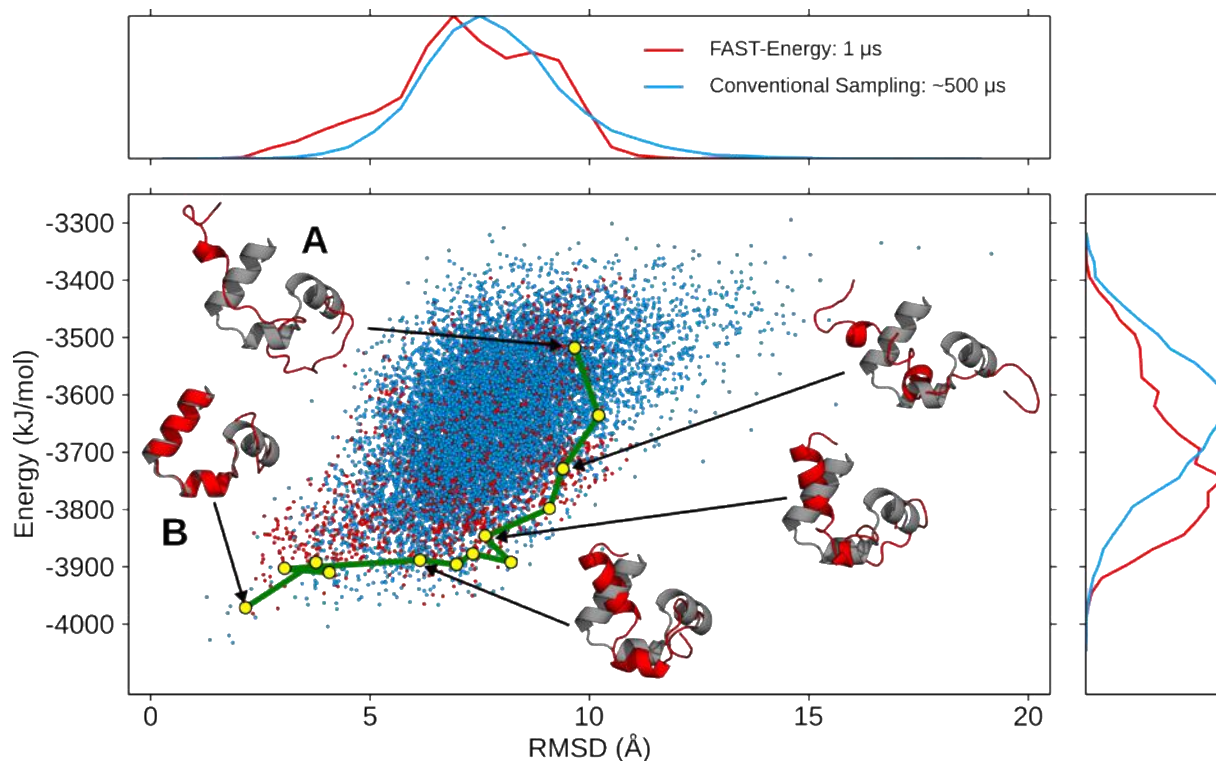 FAST-Energy: 1 µs
Conventional Sampling: ~500 µs
-3300
-3400
-3500
-3600
-3700
-3800
-3900
-4000
Energy (kJ/mol)
A
B
0 5 10 15 20
RMSD (Å)